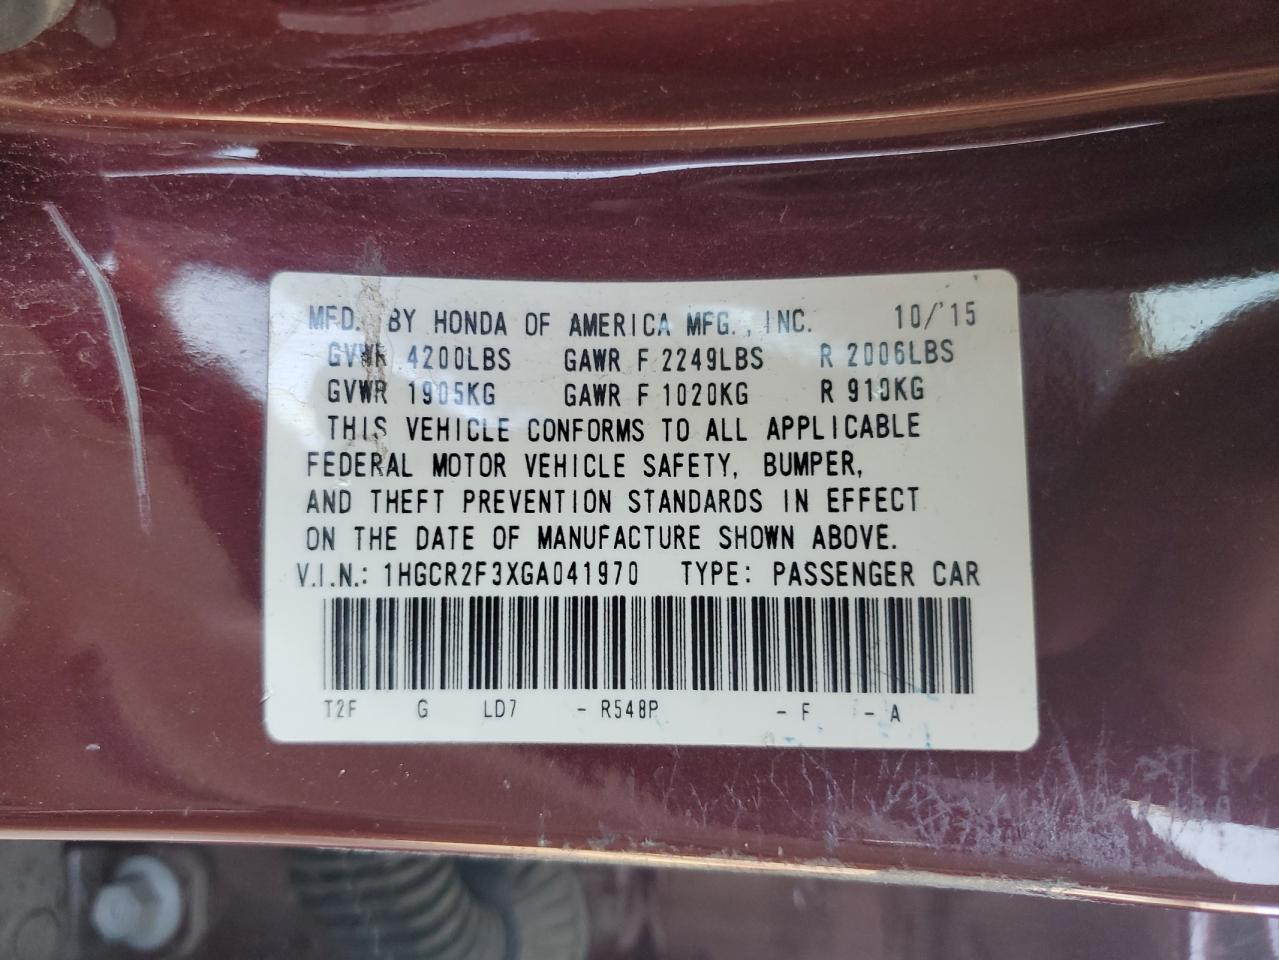 MFD. BY HONDA OF AMERICA MFG., INC. 10/'15
GVWR 4200LBS GAWR F 2249LBS R 2006LBS
GVWR 1905KG GAWR F 1020KG R 910KG
THIS VEHICLE CONFORMS TO ALL APPLICABLE
FEDERAL MOTOR VEHICLE SAFETY, BUMPER,
AND THEFT PREVENTION STANDARDS IN EFFECT
ON THE DATE OF MANUFACTURE SHOWN ABOVE.
V.I.N.: 1HGCR2F3XGA041970 TYPE: PASSENGER CAR
T2F G LD7 - R548P - F - A